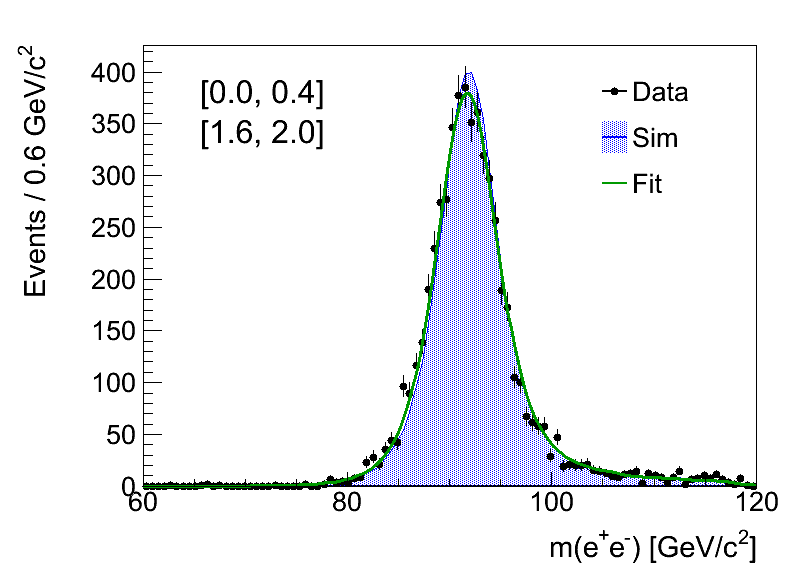 Events / 0.6 GeV/c²
400
350
300
250
200
150
100
50
0
[0.0, 0.4]
[1.6, 2.0]
Data
Sim
Fit
60 80 100 120
m(e⁺e⁻) [GeV/c²]